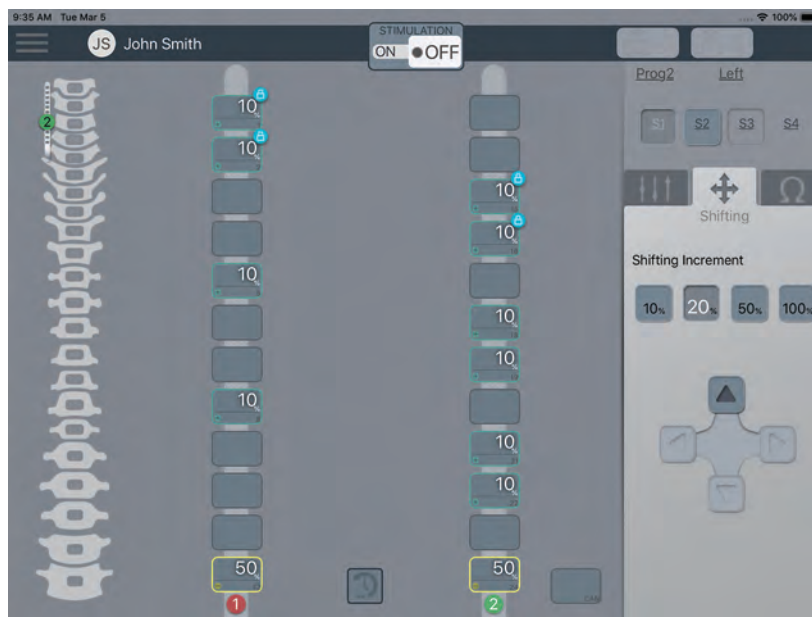 9:35 AM Tue Mar 5
100%
JS John Smith
STIMULATION
ON OFF
Prog2 Left
S1 S2 S3 S4
Shifting
Shifting Increment
10% 20% 50% 100%
2
10%
10%
10%
10%
10%
10%
10%
10%
10%
10%
50%
50%
CAN
1
2